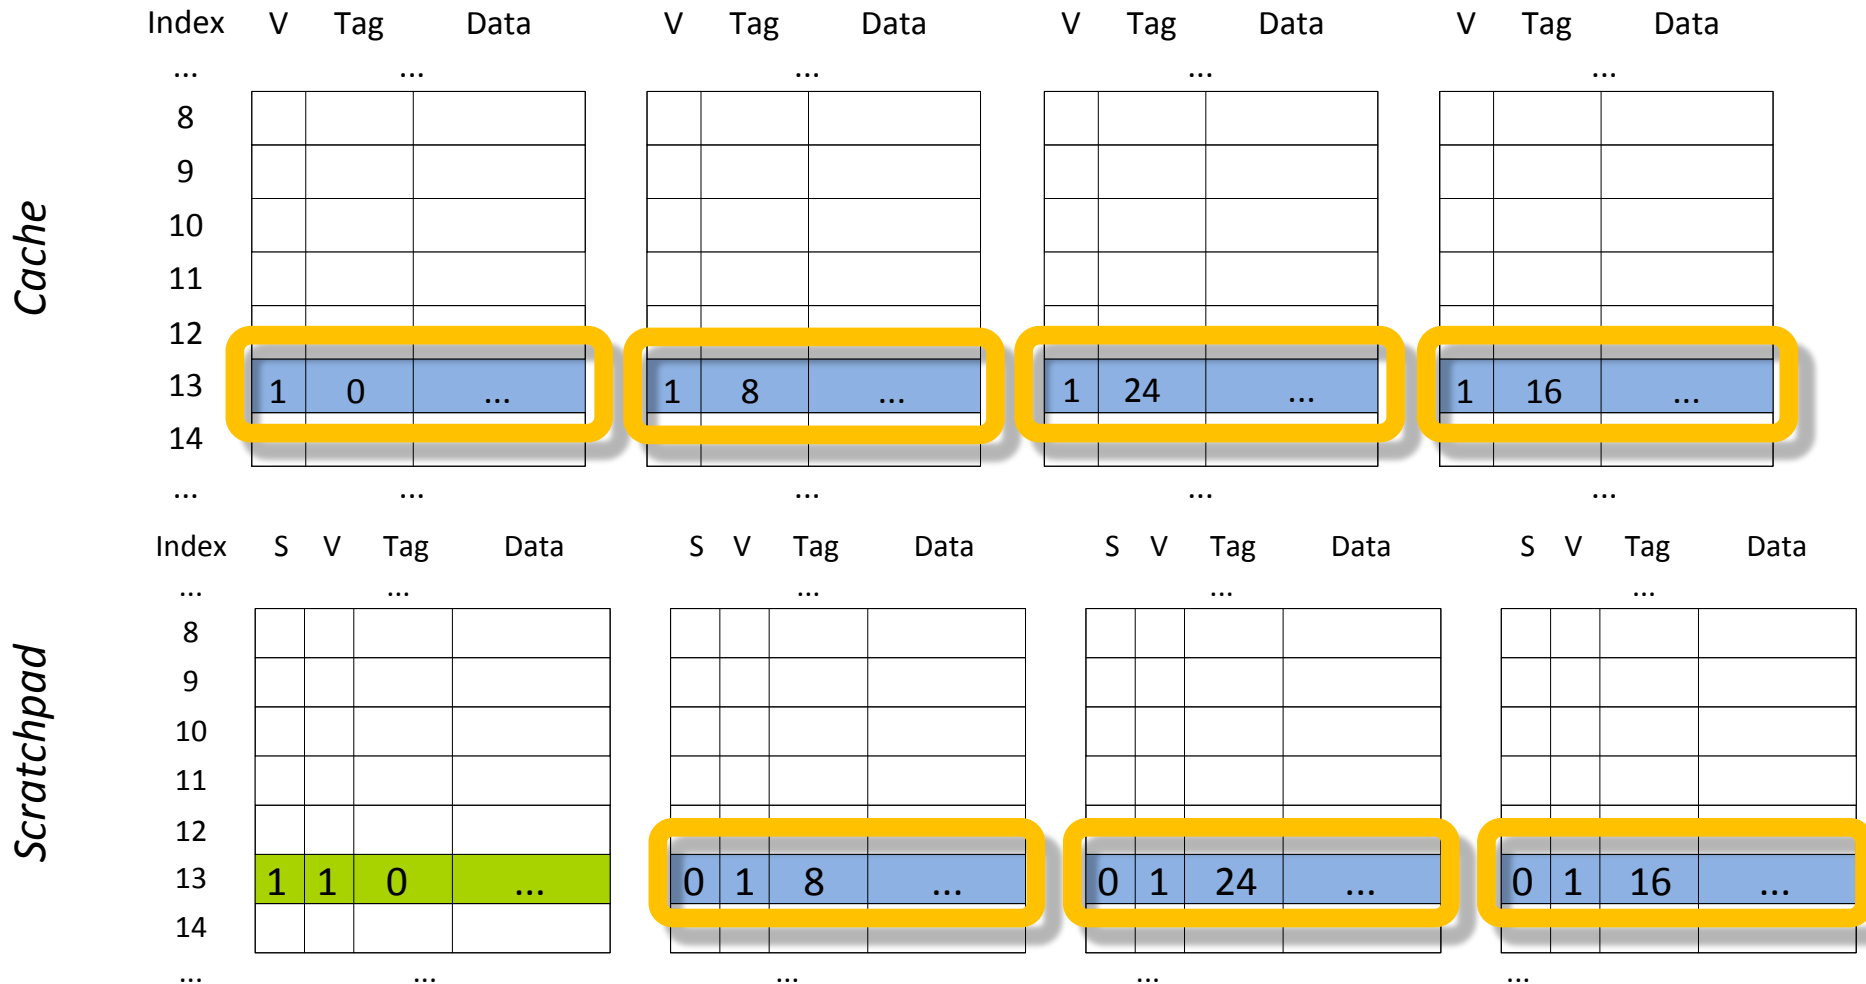 Index V Tag Data V Tag Data V Tag Data V Tag Data
... ... ... ... ...
8
9
10
11
12
13 1 0 ... 1 8 ... 1 24 ... 1 16 ...
14
... ... ... ... ...
Cache
Index S V Tag Data S V Tag Data S V Tag Data S V Tag Data
... ... ... ... ...
8
9
10
11
12
13 1 1 0 ... 0 1 8 ... 0 1 24 ... 0 1 16 ...
14
... ... ... ... ...
Scratchpad